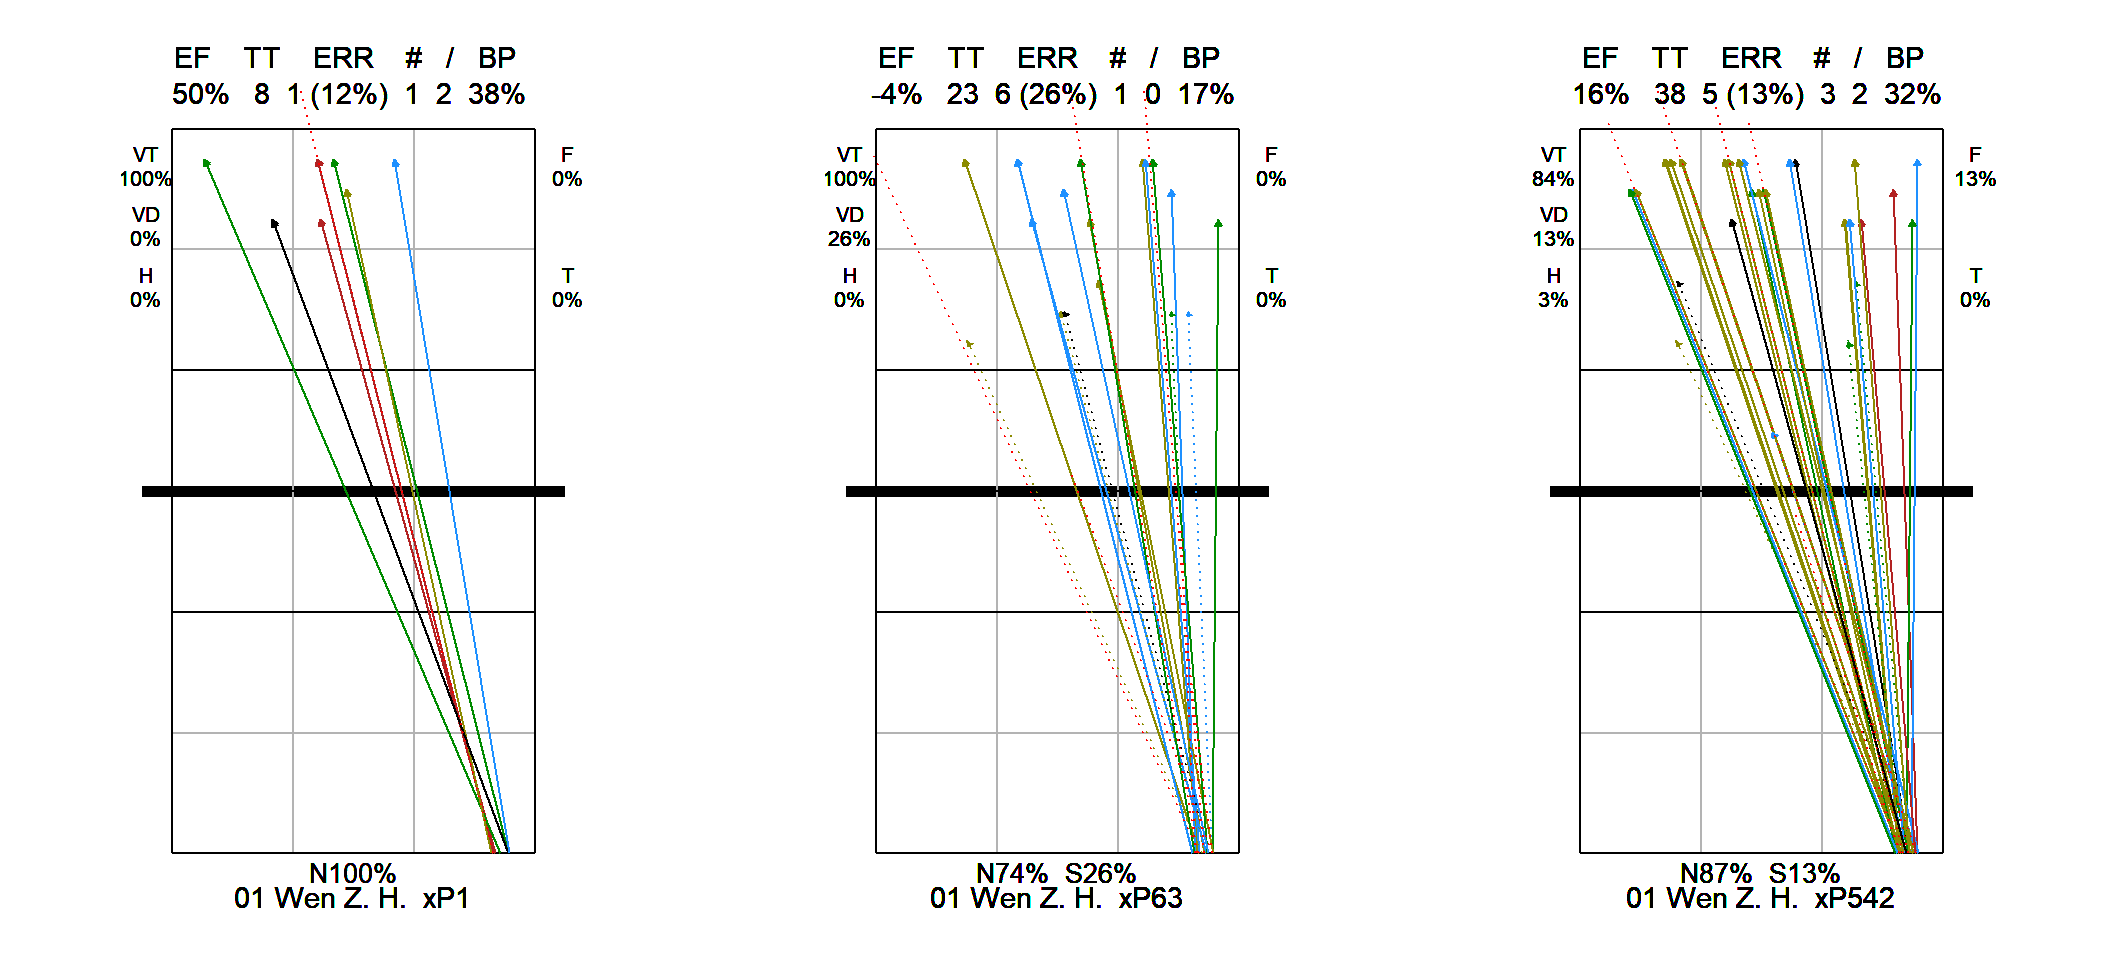 EF TT ERR # / BP
50% 8 1 (12%) 1 2 38%
VT
100%
VD
0%
H
0%
F
0%
T
0%
N100%
01 Wen Z. H. xP1
EF TT ERR # / BP
-4% 23 6 (26%) 1 0 17%
VT
100%
VD
26%
H
0%
F
0%
T
0%
N74% S26%
01 Wen Z. H. xP63
EF TT ERR # / BP
16% 38 5 (13%) 3 2 32%
VT
84%
VD
13%
H
3%
F
13%
T
0%
N87% S13%
01 Wen Z. H. xP542